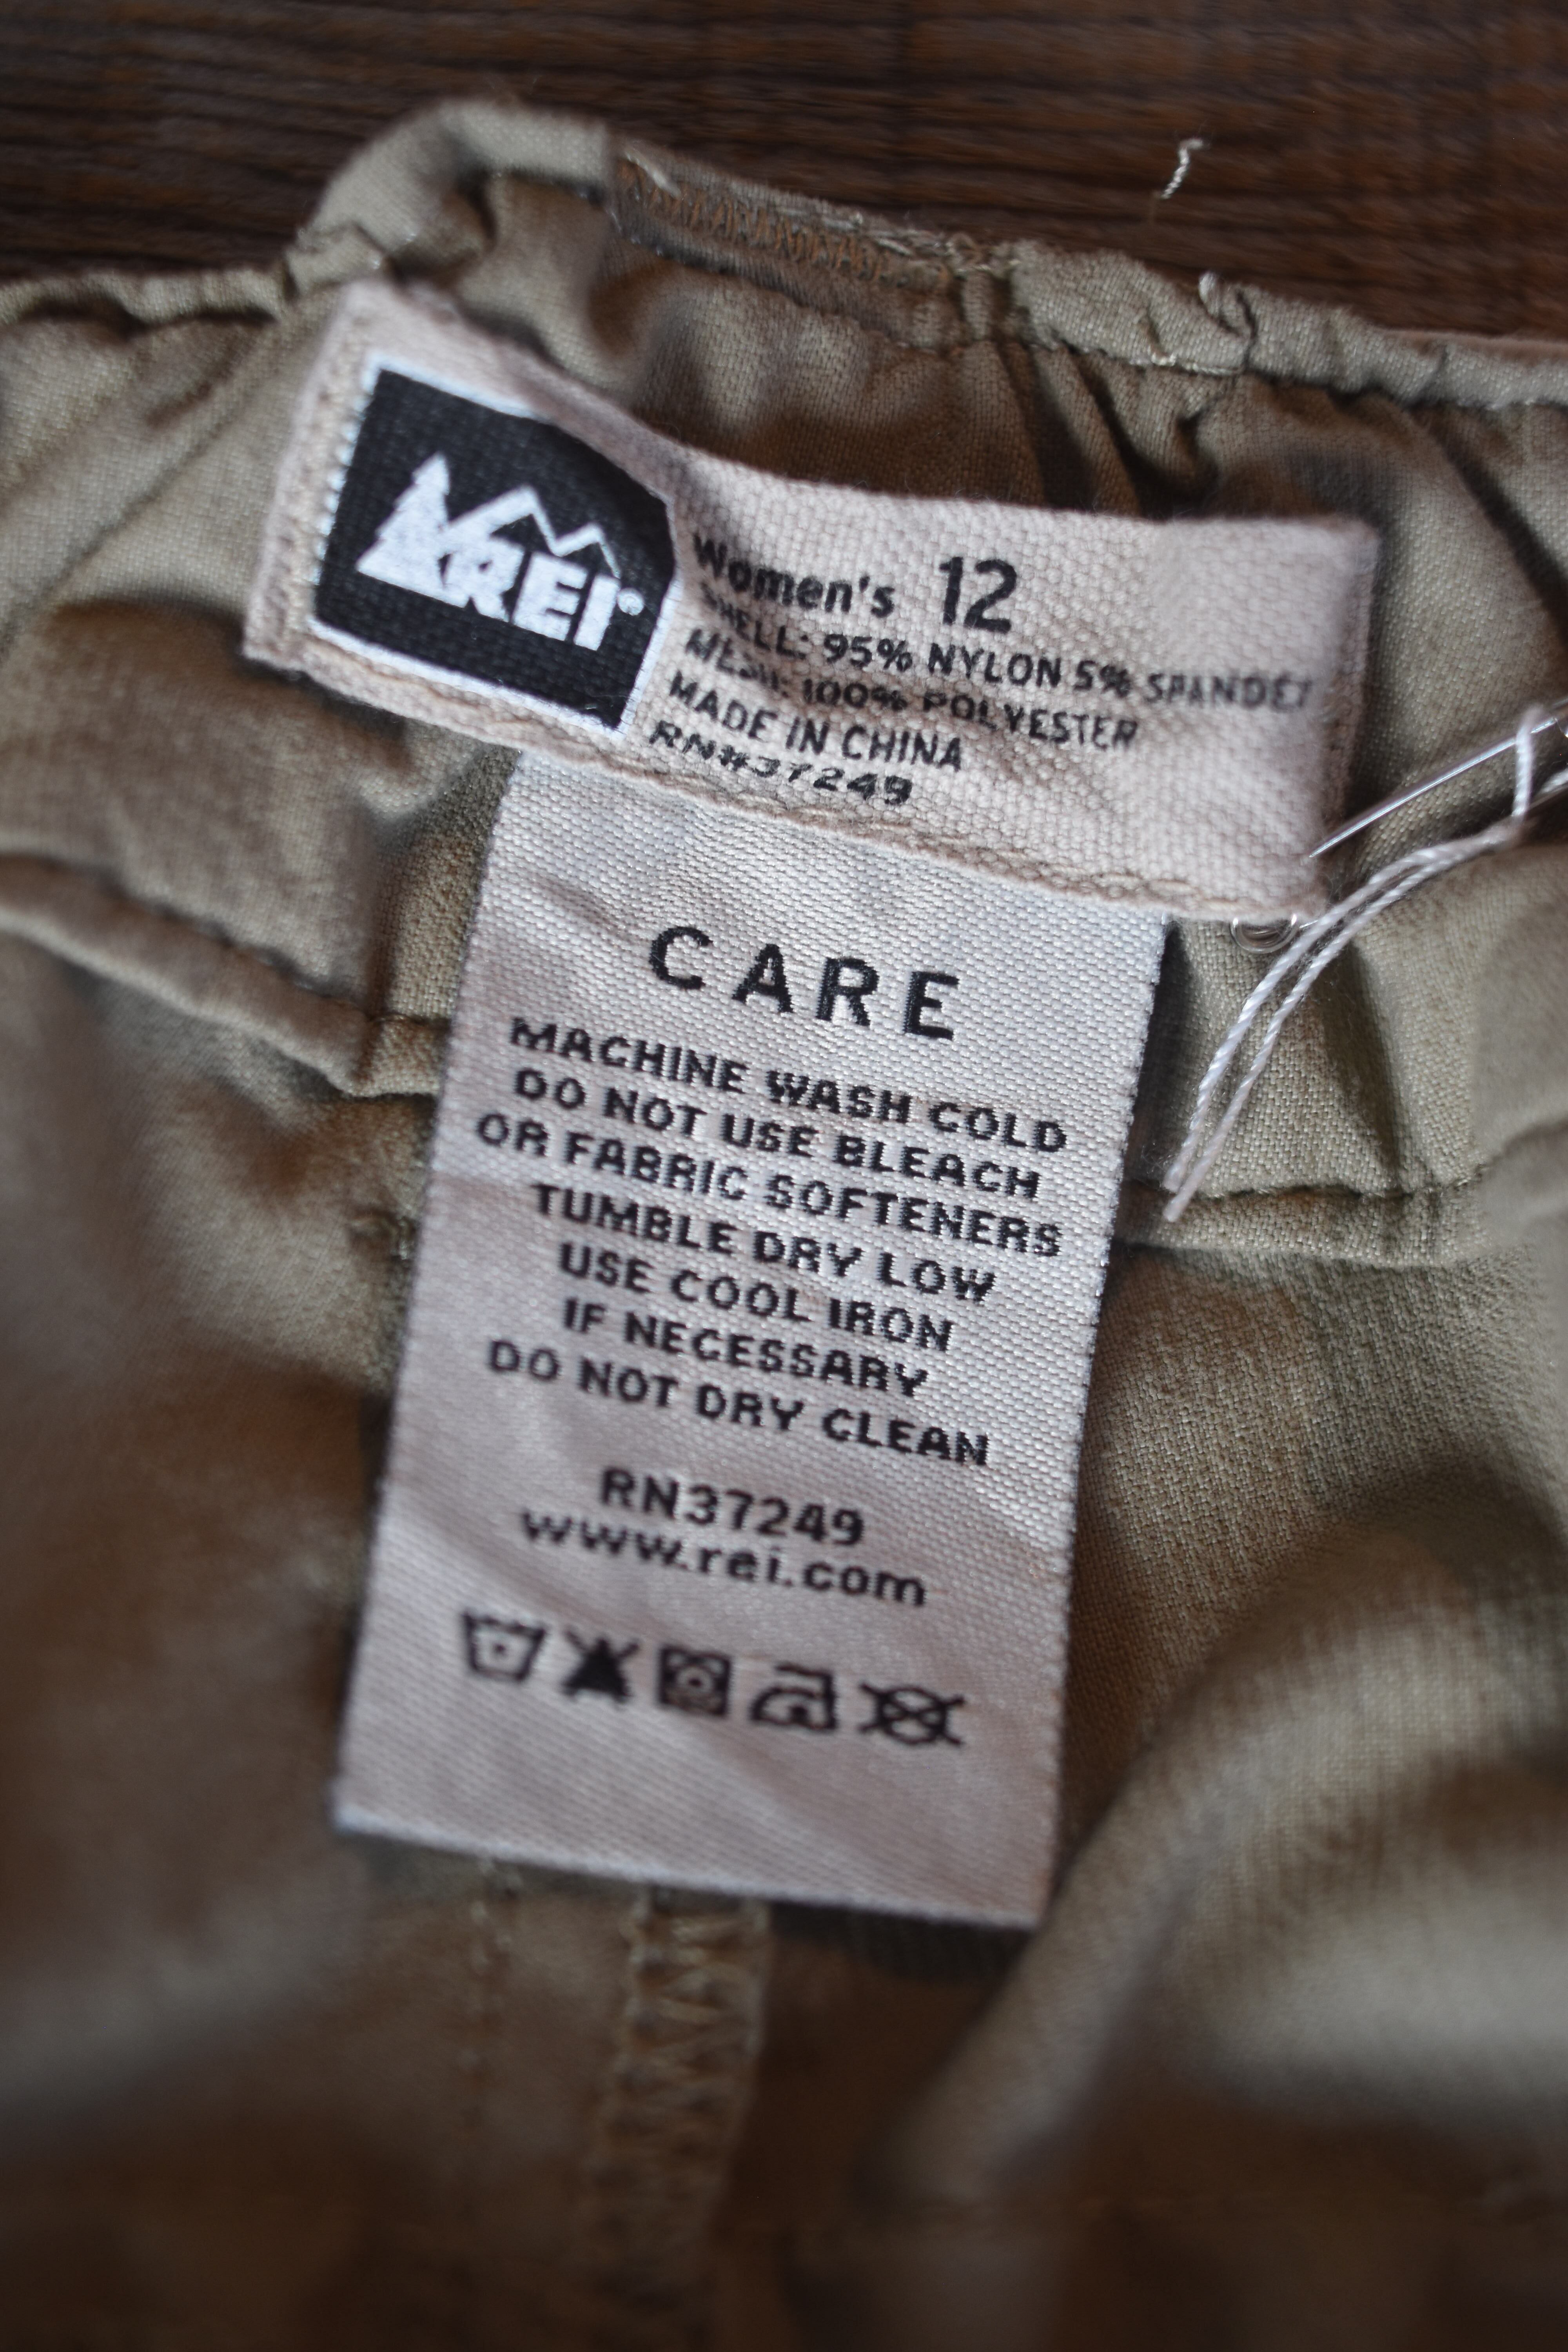 REI®
Women's 12
SHELL: 95% NYLON 5% SPANDEX
MESH: 100% POLYESTER
MADE IN CHINA
RN#37249
CARE
MACHINE WASH COLD
DO NOT USE BLEACH
OR FABRIC SOFTENERS
TUMBLE DRY LOW
USE COOL IRON
IF NECESSARY
DO NOT DRY CLEAN
RN37249
www.rei.com